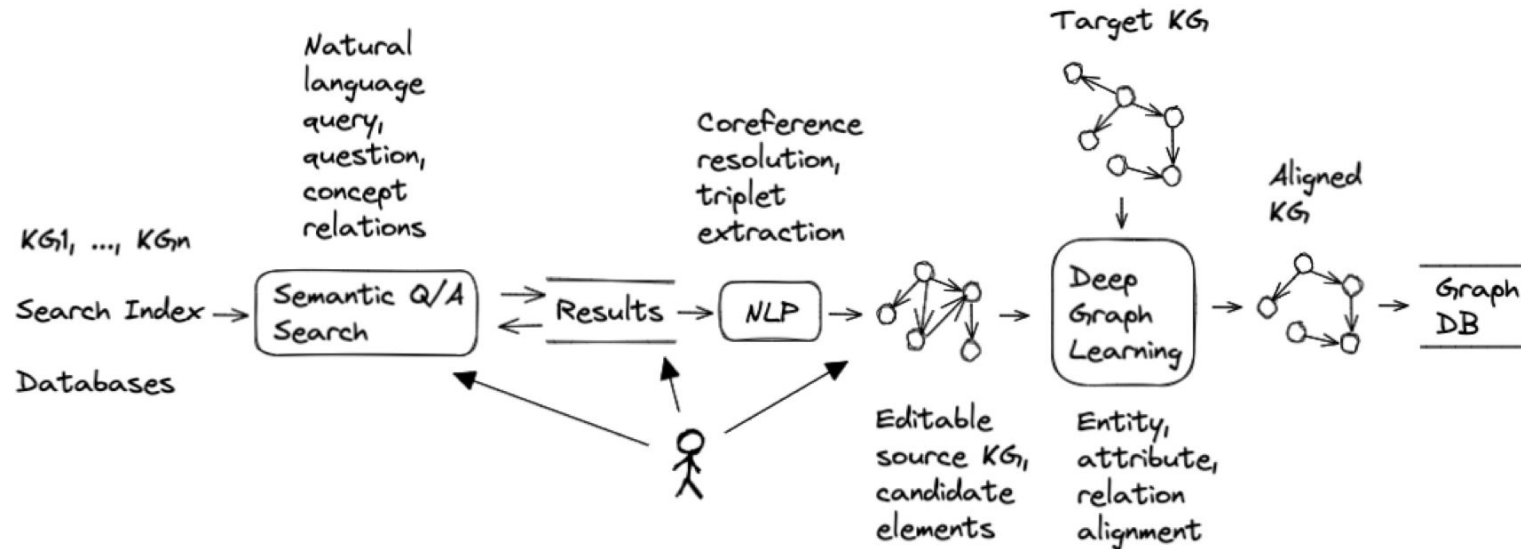 Target KG
Natural
language
query,
question,
concept
relations
Coreference
resolution,
triplet
extraction
Aligned
KG
KG1, ..., KGn
Search Index
Databases
Semantic Q/A
Search
Results
NLP
Deep
Graph
Learning
Graph
DB
Editable
source KG,
candidate
elements
Entity,
attribute,
relation
alignment